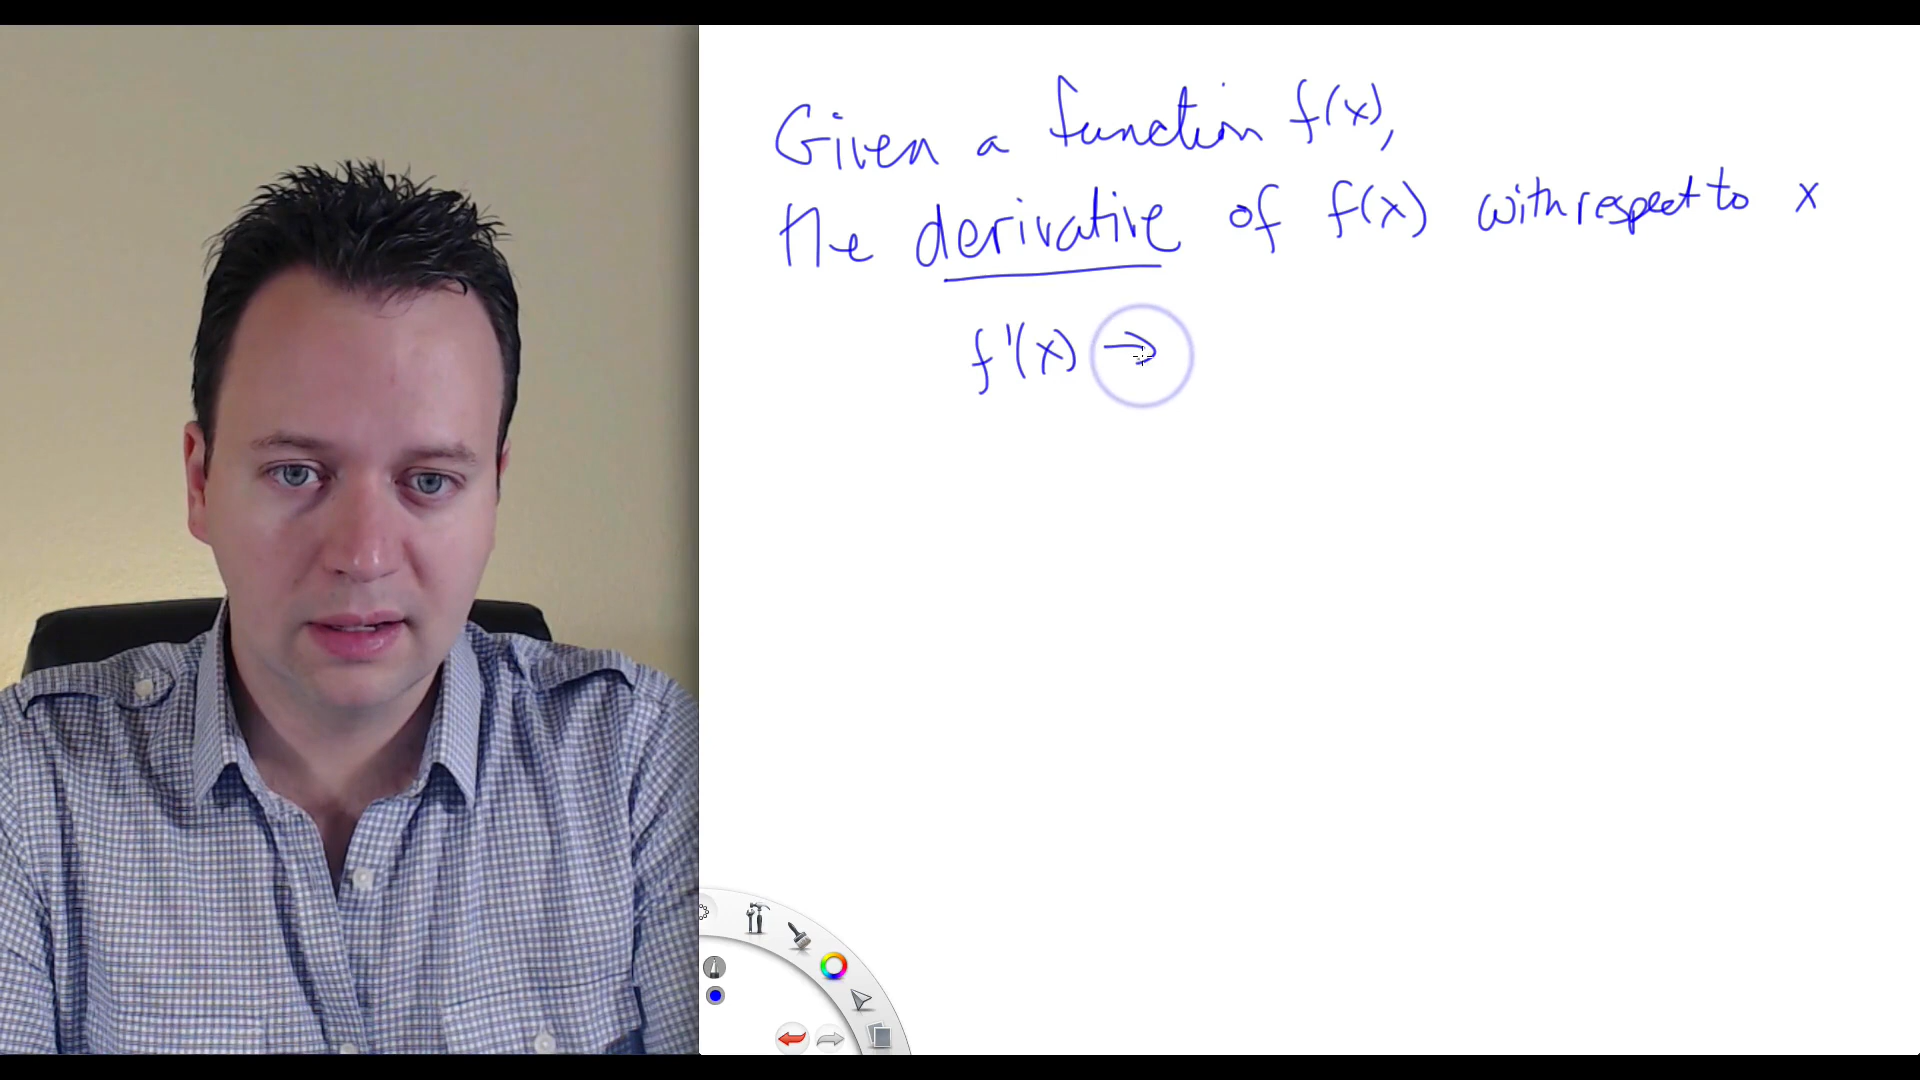 Given a function f(x),
the derivative of f(x) with respect to x
f'(x) →